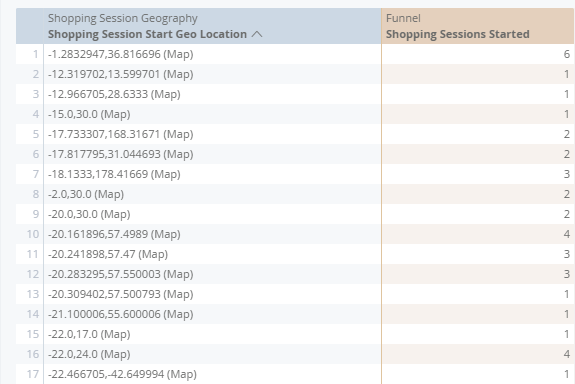 Shopping Session Geography Funnel
Shopping Session Start Geo Location Shopping Sessions Started
1 -1.2832947,36.816696 (Map) 6
2 -12.319702,13.599701 (Map) 1
3 -12.966705,28.6333 (Map) 1
4 -15.0,30.0 (Map) 1
5 -17.733307,168.31671 (Map) 2
6 -17.817795,31.044693 (Map) 2
7 -18.1333,178.41669 (Map) 3
8 -2.0,30.0 (Map) 2
9 -20.0,30.0 (Map) 2
10 -20.161896,57.4989 (Map) 4
11 -20.241898,57.47 (Map) 3
12 -20.283295,57.550003 (Map) 3
13 -20.309402,57.500793 (Map) 1
14 -21.100006,55.600006 (Map) 1
15 -22.0,17.0 (Map) 1
16 -22.0,24.0 (Map) 4
17 -22.466705,-42.649994 (Map) 1